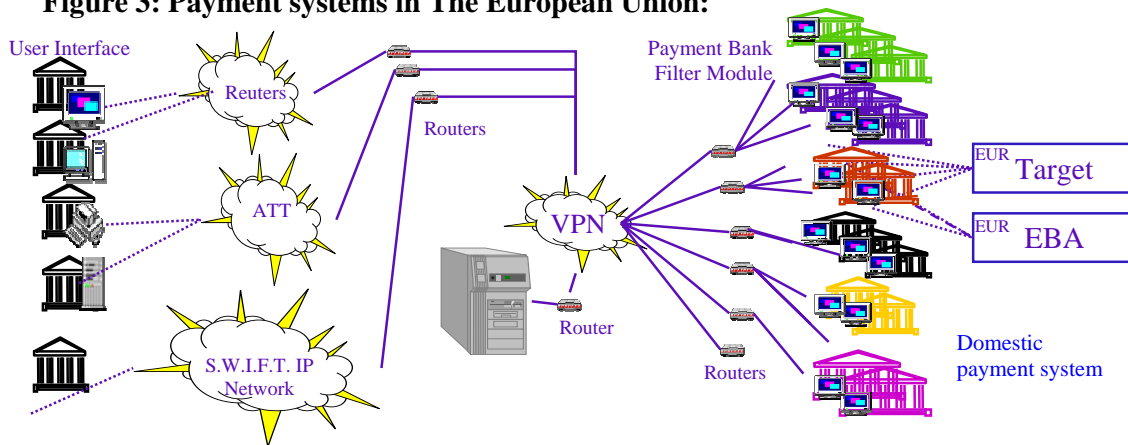 Figure 3: Payment systems in The European Union:
User Interface
Reuters
Routers
ATT
S.W.I.F.T. IP
Network
VPN
Router
Payment Bank
Filter Module
Routers
EUR
Target
EUR
EBA
Domestic
payment system